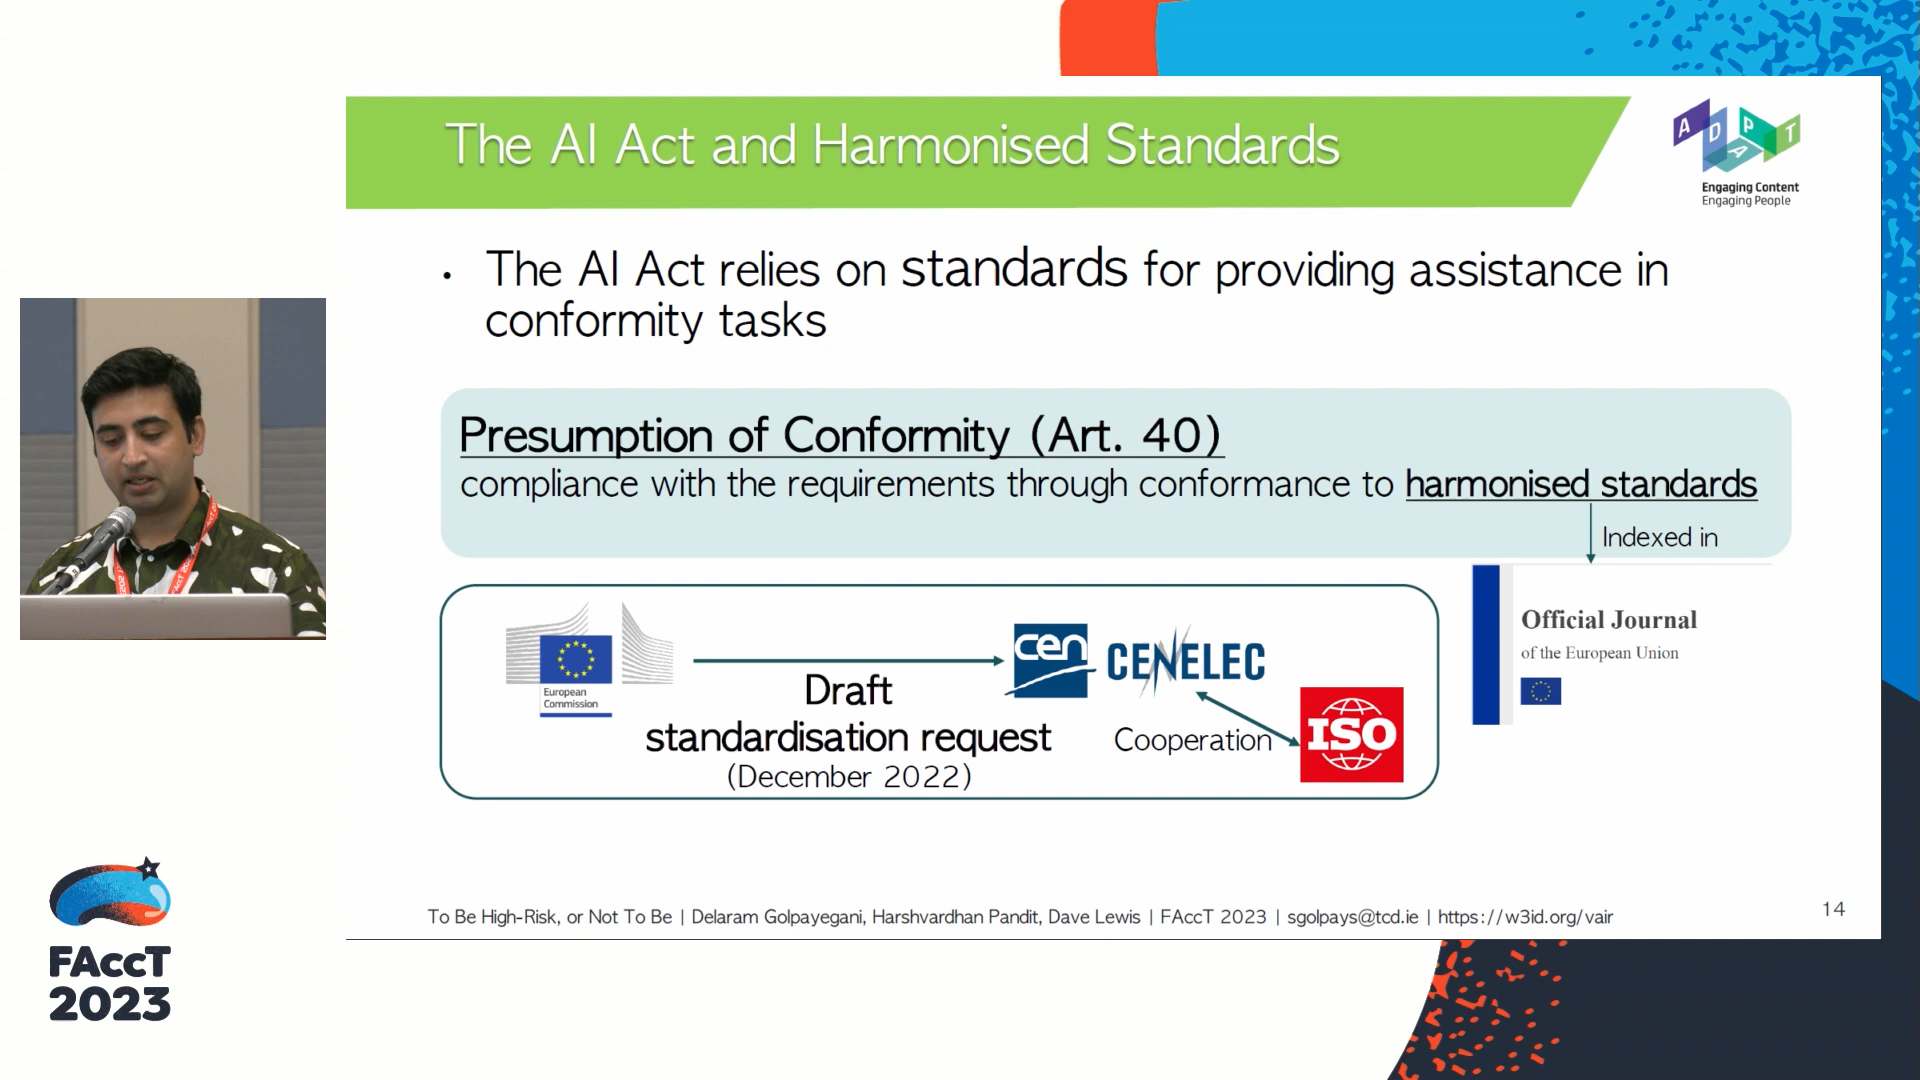 The AI Act and Harmonised Standards
A D A P T
Engaging Content
Engaging People
• The AI Act relies on standards for providing assistance in
conformity tasks
Presumption of Conformity (Art. 40)
compliance with the requirements through conformance to harmonised standards
Indexed in
Official Journal
of the European Union
European
Commission
Draft
standardisation request
(December 2022)
cen
CENELEC
Cooperation
ISO
To Be High-Risk, or Not To Be | Delaram Golpayegani, Harshvardhan Pandit, Dave Lewis | FAccT 2023 | sgolpays@tcd.ie | https://w3id.org/vair
14
FAccT
2023